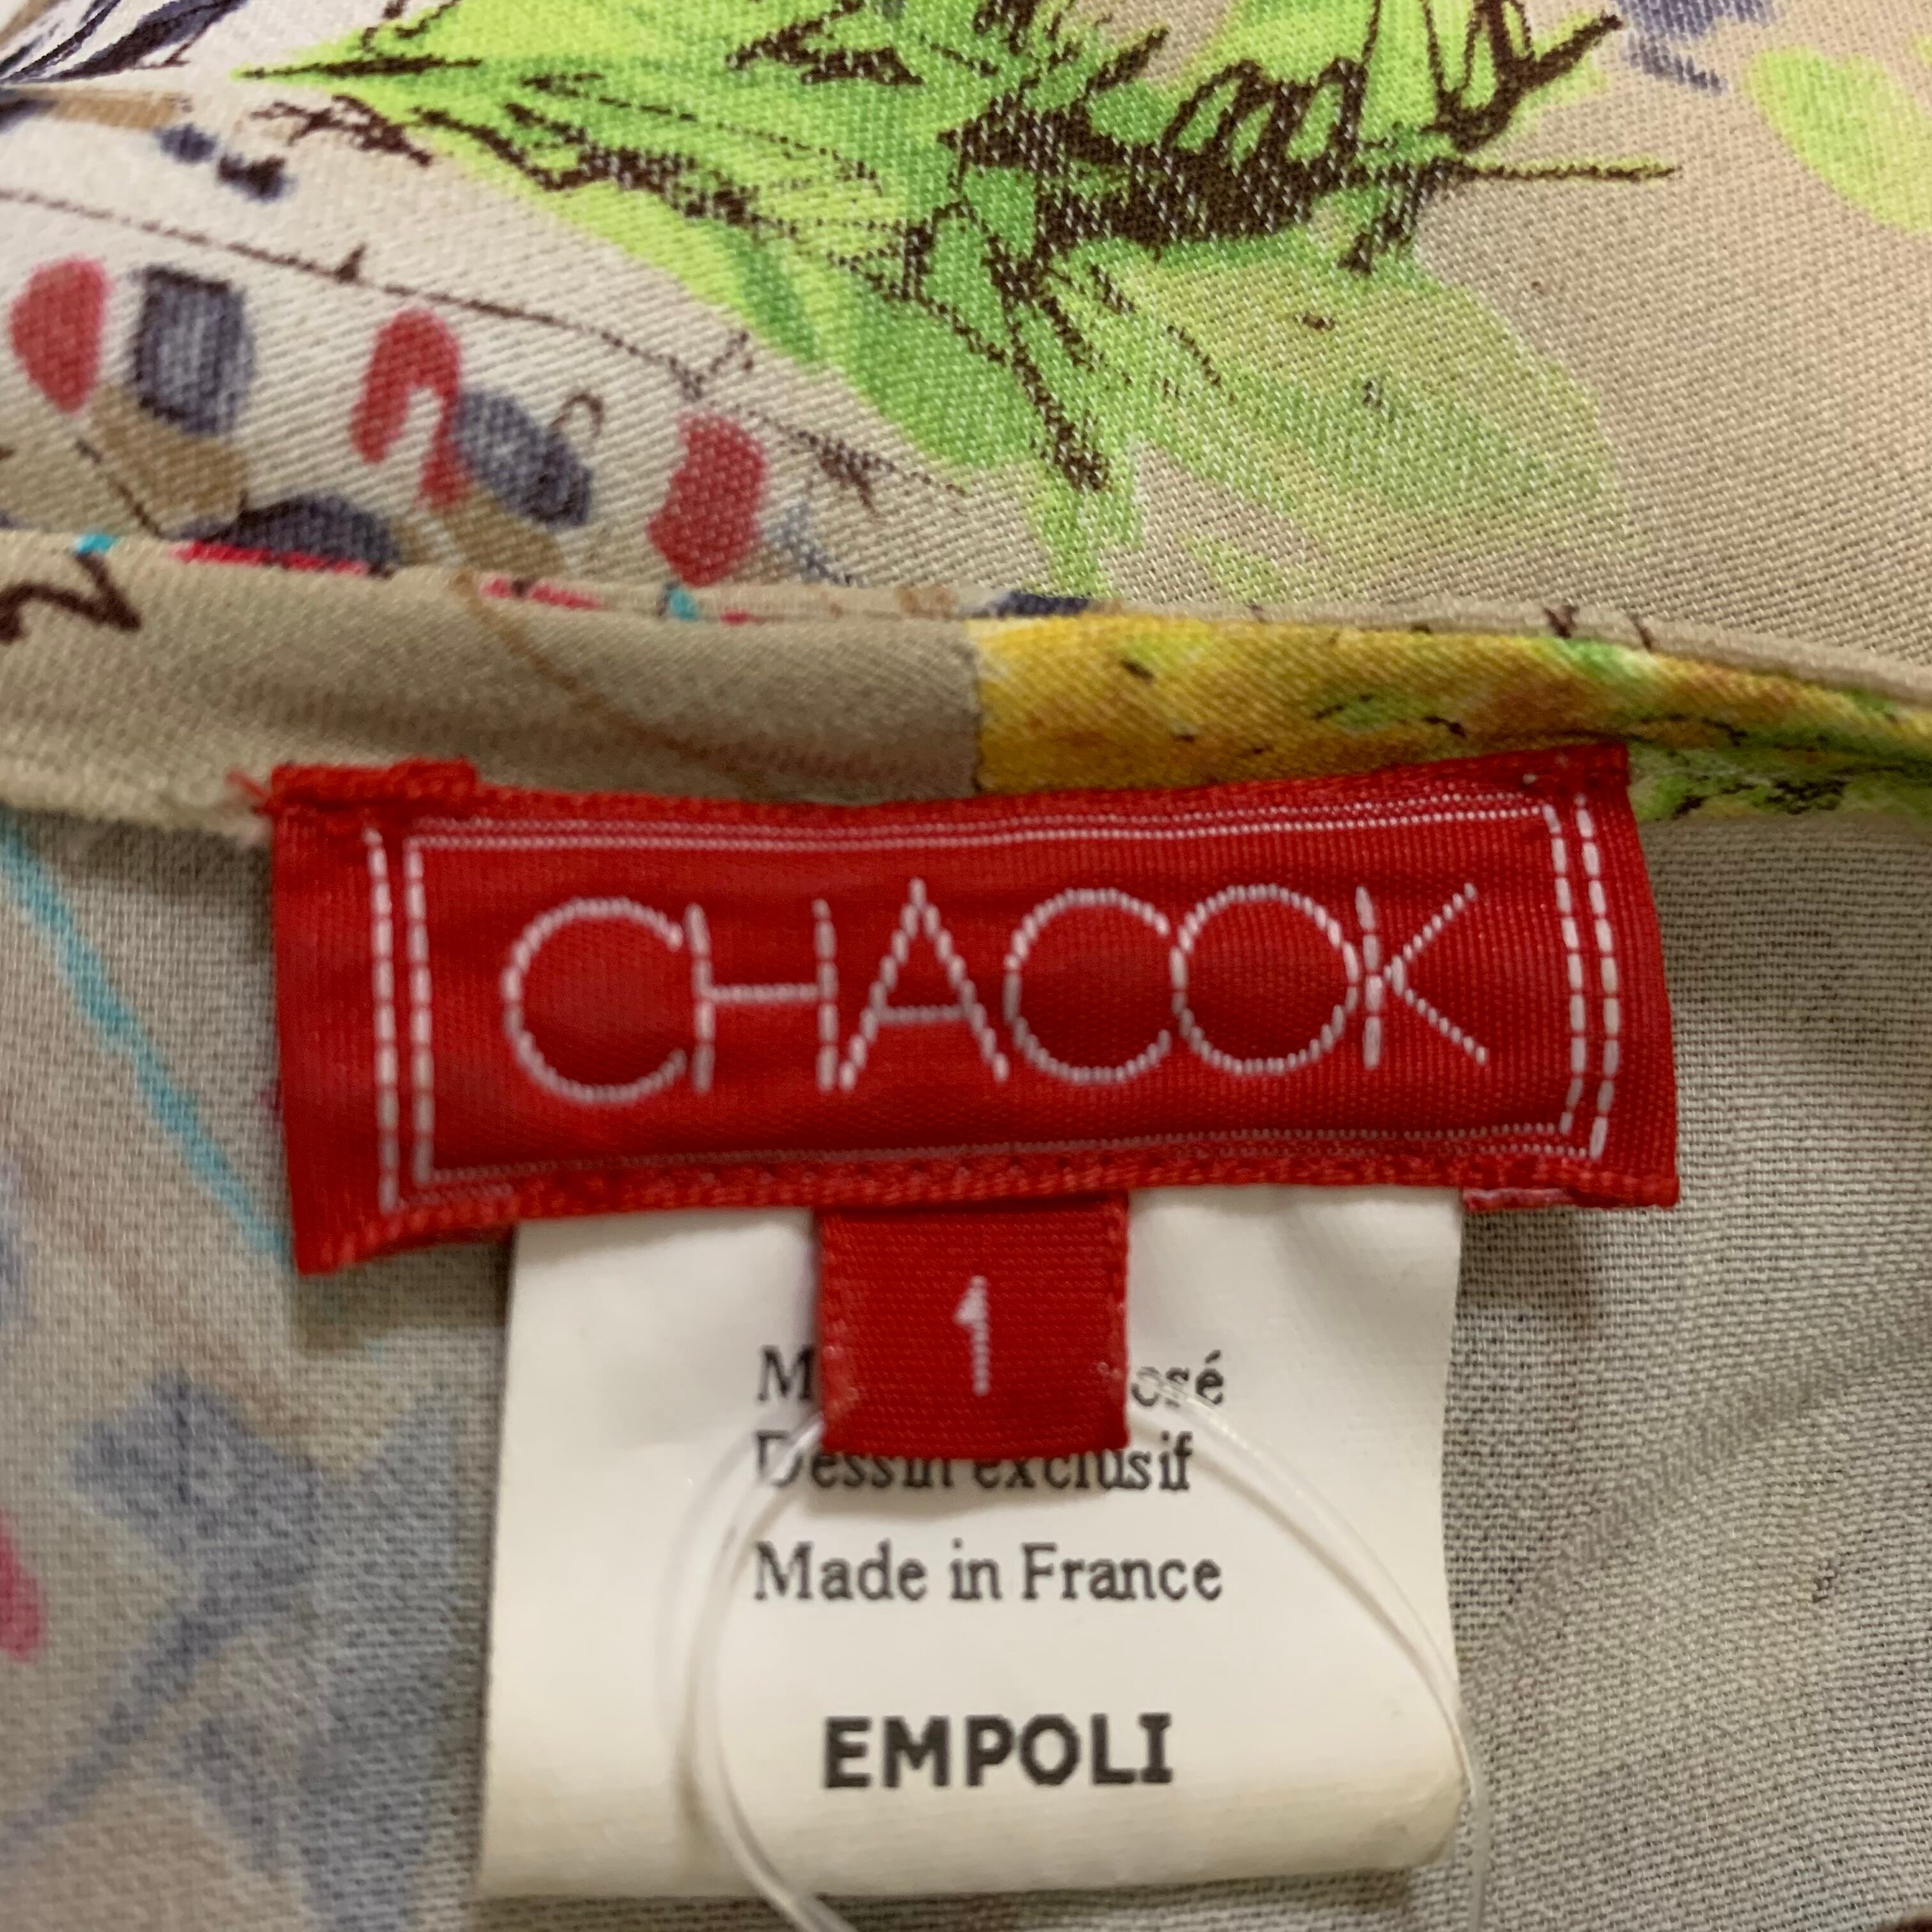 CHACOK
1
Dessin exclusif
Made in France
EMPOLI